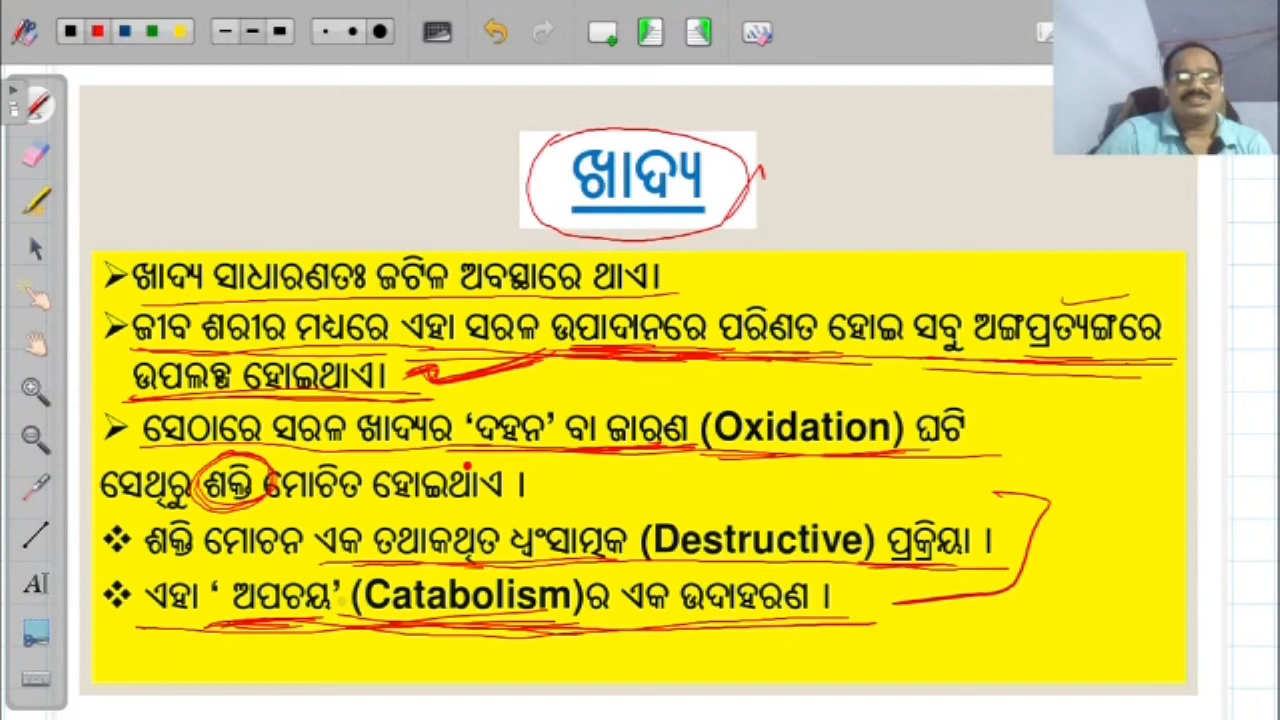 ଖାଦ୍ୟ
➢ଖାଦ୍ୟ ସାଧାରଣତଃ ଜଟିଳ ଅବସ୍ଥାରେ ଥାଏ।
➢ଜୀବ ଶରୀର ମଧ୍ୟରେ ଏହା ସରଳ ଉପାଦାନରେ ପରିଣତ ହୋଇ ସବୁ ଅଙ୍ଗପ୍ରତ୍ୟଙ୍ଗରେ
ଉପଲବ୍ଧ ହୋଇଥାଏ।
➢ ସେଠାରେ ସରଳ ଖାଦ୍ୟର ‘ଦହନ’ ବା ଜାରଣ (Oxidation) ଘଟି
ସେଥିରୁ ଶକ୍ତି ମୋଚିତ ହୋଇଥାଏ ।
❖ ଶକ୍ତି ମୋଚନ ଏକ ତଥାକଥିତ ଧ୍ୱଂସାତ୍ମକ (Destructive) ପ୍ରକ୍ରିୟା ।
❖ ଏହା ‘ ଅପଚୟ’ (Catabolism)ର ଏକ ଉଦାହରଣ ।